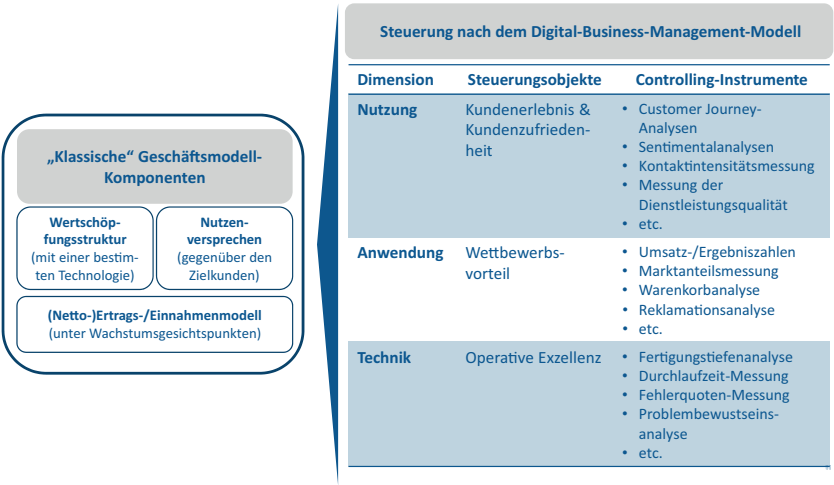 „Klassische“ Geschäftsmodell-
Komponenten
Wertschöp-
fungsstruktur
(mit einer bestim-
mten Technologie)
Nutzen-
versprechen
(gegenüber den
Zielkunden)
(Netto-)Ertrags-/Einnahmenmodell
(unter Wachstumsgesichtspunkten)
Steuerung nach dem Digital-Business-Management-Modell
Dimension Steuerungsobjekte Controlling-Instrumente
Nutzung
Kundenerlebnis &
Kundenzufrieden-
heit
• Customer Journey-
Analysen
• Sentimentalanalysen
• Kontaktintensitätsmessung
• Messung der
Dienstleistungsqualität
• etc.
Anwendung
Wettbewerbs-
vorteil
• Umsatz-/Ergebniszahlen
• Marktanteilsmessung
• Warenkorbanalyse
• Reklamationsanalyse
• etc.
Technik
Operative Exzellenz
• Fertigungstiefenanalyse
• Durchlaufzeit-Messung
• Fehlerquoten-Messung
• Problembewustseins-
analyse
• etc.